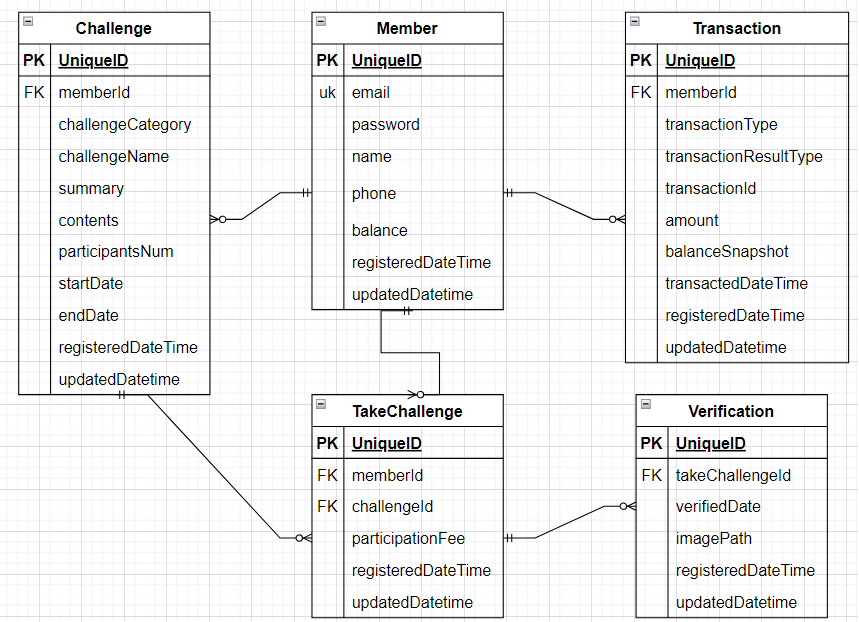 Challenge
PK UniqueID
FK memberId
challengeCategory
challengeName
summary
contents
participantsNum
startDate
endDate
registeredDateTime
updatedDatetime
Member
PK UniqueID
uk email
password
name
phone
balance
registeredDateTime
updatedDatetime
Transaction
PK UniqueID
FK memberId
transactionType
transactionResultType
transactionId
amount
balanceSnapshot
transactedDateTime
registeredDateTime
updatedDatetime
TakeChallenge
PK UniqueID
FK memberId
FK challengeId
participationFee
registeredDateTime
updatedDatetime
Verification
PK UniqueID
FK takeChallengeId
verifiedDate
imagePath
registeredDateTime
updatedDatetime